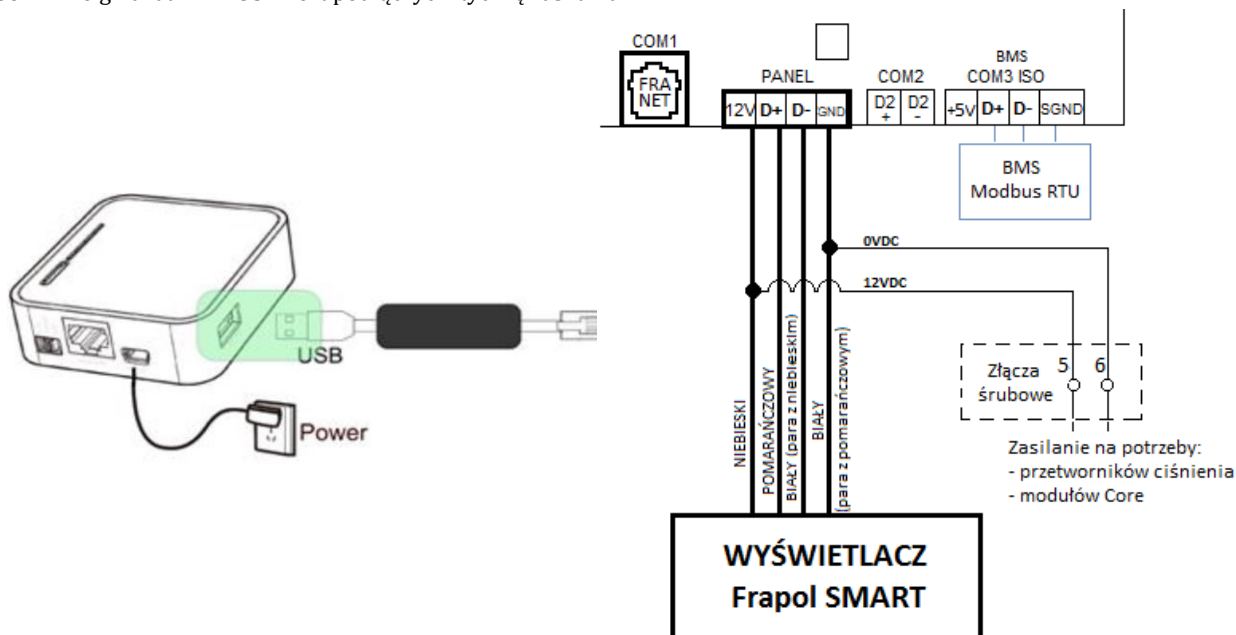 USB
Power
COM1
FRA
NET
PANEL
12V D+ D- GND
COM2
D2 D2
+ -
BMS
COM3 ISO
+5V D+ D- SGND
BMS
Modbus RTU
0VDC
12VDC
NIEBIESKI
POMARAŃCZOWY
BIAŁY (para z niebieskim)
BIAŁY
(para z pomarańczowym)
Złącza
śrubowe
5 6
Zasilanie na potrzeby:
- przetworników ciśnienia
- modułów Core
WYŚWIETLACZ
Frapol SMART